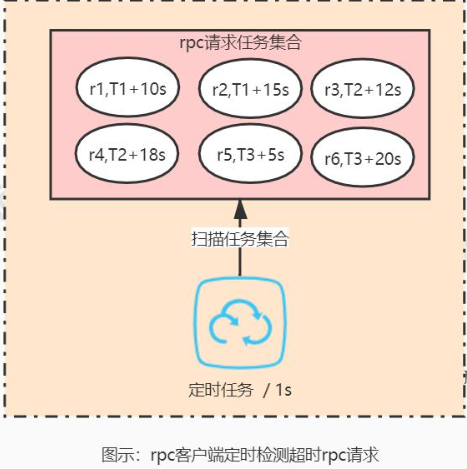 rpc请求任务集合
r1,T1+10s
r2,T1+15s
r3,T2+12s
r4,T2+18s
r5,T3+5s
r6,T3+20s
扫描任务集合
定时任务 / 1s
图示：rpc客户端定时检测超时rpc请求